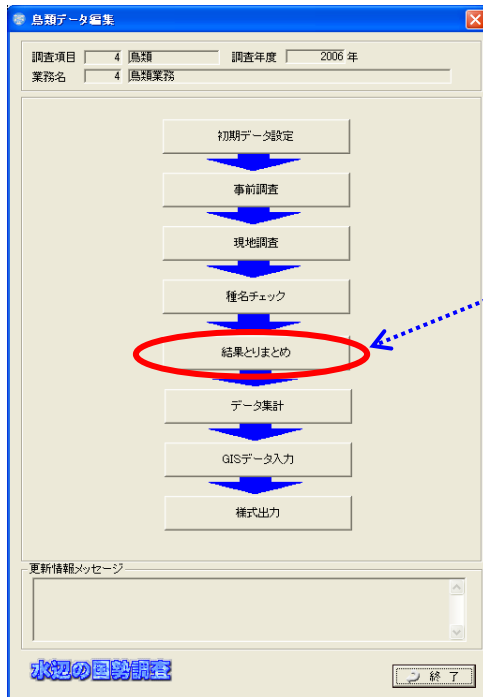 鳥類データ編集
調査項目 4 鳥類 調査年度 2006 年
業務名 4 鳥類業務
初期データ設定
事前調査
現地調査
種名チェック
結果とりまとめ
データ集計
GISデータ入力
様式出力
更新情報メッセージ
水辺の国勢調査
終 了